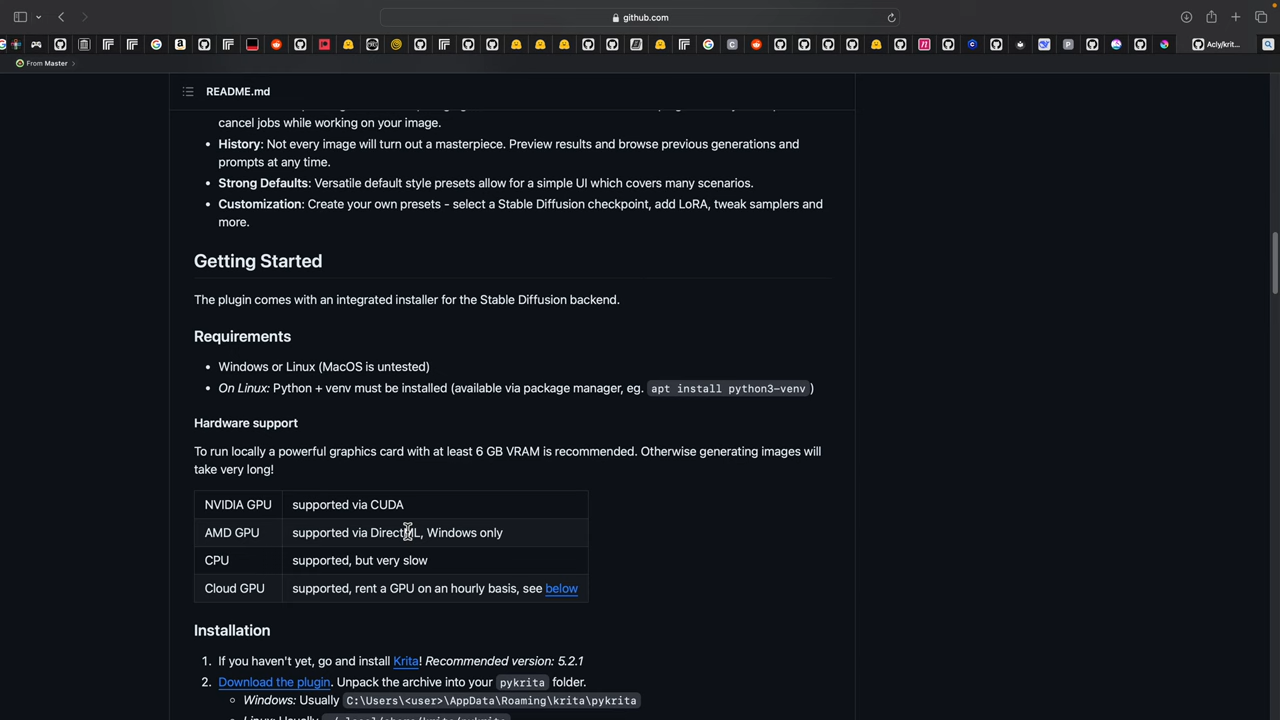 github.com
Acly/krit...
From Master
README.md
cancel jobs while working on your image.
• History: Not every image will turn out a masterpiece. Preview results and browse previous generations and
prompts at any time.
• Strong Defaults: Versatile default style presets allow for a simple UI which covers many scenarios.
• Customization: Create your own presets - select a Stable Diffusion checkpoint, add LoRA, tweak samplers and
more.
Getting Started
The plugin comes with an integrated installer for the Stable Diffusion backend.
Requirements
• Windows or Linux (MacOS is untested)
• On Linux: Python + venv must be installed (available via package manager, eg. apt install python3-venv )
Hardware support
To run locally a powerful graphics card with at least 6 GB VRAM is recommended. Otherwise generating images will
take very long!
NVIDIA GPU supported via CUDA
AMD GPU supported via DirectML, Windows only
CPU supported, but very slow
Cloud GPU supported, rent a GPU on an hourly basis, see below
Installation
1. If you haven't yet, go and install Krita! Recommended version: 5.2.1
2. Download the plugin. Unpack the archive into your pykrita folder.
○ Windows: Usually C:\Users\<user>\AppData\Roaming\krita\pykrita